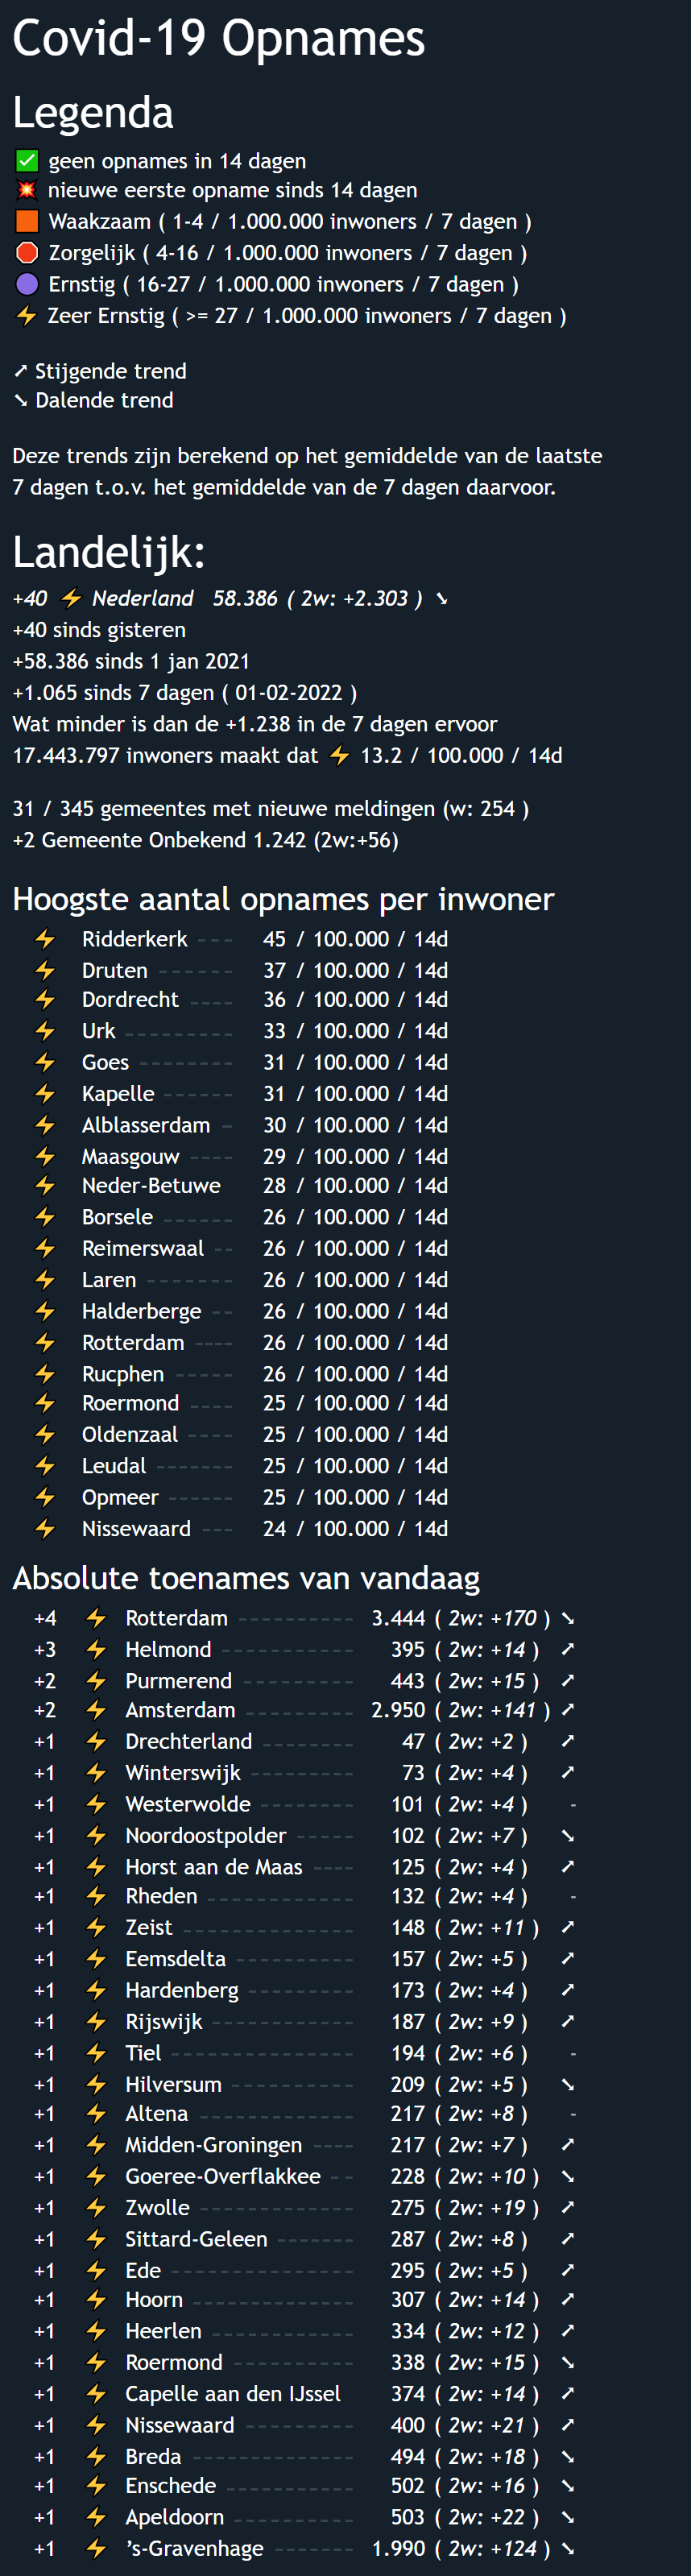 Covid-19 Opnames
Legenda
✅ geen opnames in 14 dagen
💥 nieuwe eerste opname sinds 14 dagen
🟧 Waakzaam ( 1-4 / 1.000.000 inwoners / 7 dagen )
🛑 Zorgelijk ( 4-16 / 1.000.000 inwoners / 7 dagen )
🟣 Ernstig ( 16-27 / 1.000.000 inwoners / 7 dagen )
⚡ Zeer Ernstig ( >= 27 / 1.000.000 inwoners / 7 dagen )
➚ Stijgende trend
➘ Dalende trend
Deze trends zijn berekend op het gemiddelde van de laatste
7 dagen t.o.v. het gemiddelde van de 7 dagen daarvoor.
Landelijk:
+40 ⚡ Nederland 58.386 ( 2w: +2.303 ) ➘
+40 sinds gisteren
+58.386 sinds 1 jan 2021
+1.065 sinds 7 dagen ( 01-02-2022 )
Wat minder is dan de +1.238 in de 7 dagen ervoor
17.443.797 inwoners maakt dat ⚡ 13.2 / 100.000 / 14d
31 / 345 gemeentes met nieuwe meldingen (w: 254 )
+2 Gemeente Onbekend 1.242 (2w:+56)
Hoogste aantal opnames per inwoner
⚡ Ridderkerk --- 45 / 100.000 / 14d
⚡ Druten ------ 37 / 100.000 / 14d
⚡ Dordrecht ---- 36 / 100.000 / 14d
⚡ Urk --------- 33 / 100.000 / 14d
⚡ Goes -------- 31 / 100.000 / 14d
⚡ Kapelle ------ 31 / 100.000 / 14d
⚡ Alblasserdam - 30 / 100.000 / 14d
⚡ Maasgouw ---- 29 / 100.000 / 14d
⚡ Neder-Betuwe 28 / 100.000 / 14d
⚡ Borsele ------ 26 / 100.000 / 14d
⚡ Reimerswaal -- 26 / 100.000 / 14d
⚡ Laren ------- 26 / 100.000 / 14d
⚡ Halderberge -- 26 / 100.000 / 14d
⚡ Rotterdam ---- 26 / 100.000 / 14d
⚡ Rucphen ----- 26 / 100.000 / 14d
⚡ Roermond ---- 25 / 100.000 / 14d
⚡ Oldenzaal ---- 25 / 100.000 / 14d
⚡ Leudal ------ 25 / 100.000 / 14d
⚡ Opmeer ------ 25 / 100.000 / 14d
⚡ Nissewaard --- 24 / 100.000 / 14d
Absolute toenames van vandaag
+4 ⚡ Rotterdam ---------- 3.444 ( 2w: +170 ) ➘
+3 ⚡ Helmond ----------- 395 ( 2w: +14 ) ➚
+2 ⚡ Purmerend --------- 443 ( 2w: +15 ) ➚
+2 ⚡ Amsterdam --------- 2.950 ( 2w: +141 ) ➚
+1 ⚡ Drechterland -------- 47 ( 2w: +2 ) ➚
+1 ⚡ Winterswijk --------- 73 ( 2w: +4 ) ➚
+1 ⚡ Westerwolde -------- 101 ( 2w: +4 ) -
+1 ⚡ Noordoostpolder ----- 102 ( 2w: +7 ) ➘
+1 ⚡ Horst aan de Maas ---- 125 ( 2w: +4 ) ➚
+1 ⚡ Rheden ------------ 132 ( 2w: +4 ) -
+1 ⚡ Zeist -------------- 148 ( 2w: +11 ) ➚
+1 ⚡ Eemsdelta ---------- 157 ( 2w: +5 ) ➚
+1 ⚡ Hardenberg --------- 173 ( 2w: +4 ) ➚
+1 ⚡ Rijswijk ------------ 187 ( 2w: +9 ) ➚
+1 ⚡ Tiel --------------- 194 ( 2w: +6 ) -
+1 ⚡ Hilversum ---------- 209 ( 2w: +5 ) ➘
+1 ⚡ Altena ------------- 217 ( 2w: +8 ) -
+1 ⚡ Midden-Groningen ---- 217 ( 2w: +7 ) ➚
+1 ⚡ Goeree-Overflakkee -- 228 ( 2w: +10 ) ➘
+1 ⚡ Zwolle ------------- 275 ( 2w: +19 ) ➚
+1 ⚡ Sittard-Geleen ------- 287 ( 2w: +8 ) ➚
+1 ⚡ Ede --------------- 295 ( 2w: +5 ) ➚
+1 ⚡ Hoorn ------------- 307 ( 2w: +14 ) ➚
+1 ⚡ Heerlen ------------ 334 ( 2w: +12 ) ➚
+1 ⚡ Roermond ---------- 338 ( 2w: +15 ) ➘
+1 ⚡ Capelle aan den IJssel 374 ( 2w: +14 ) ➚
+1 ⚡ Nissewaard --------- 400 ( 2w: +21 ) ➚
+1 ⚡ Breda ------------- 494 ( 2w: +18 ) ➘
+1 ⚡ Enschede ----------- 502 ( 2w: +16 ) ➘
+1 ⚡ Apeldoorn ---------- 503 ( 2w: +22 ) ➘
+1 ⚡ ’s-Gravenhage ------- 1.990 ( 2w: +124 ) ➘